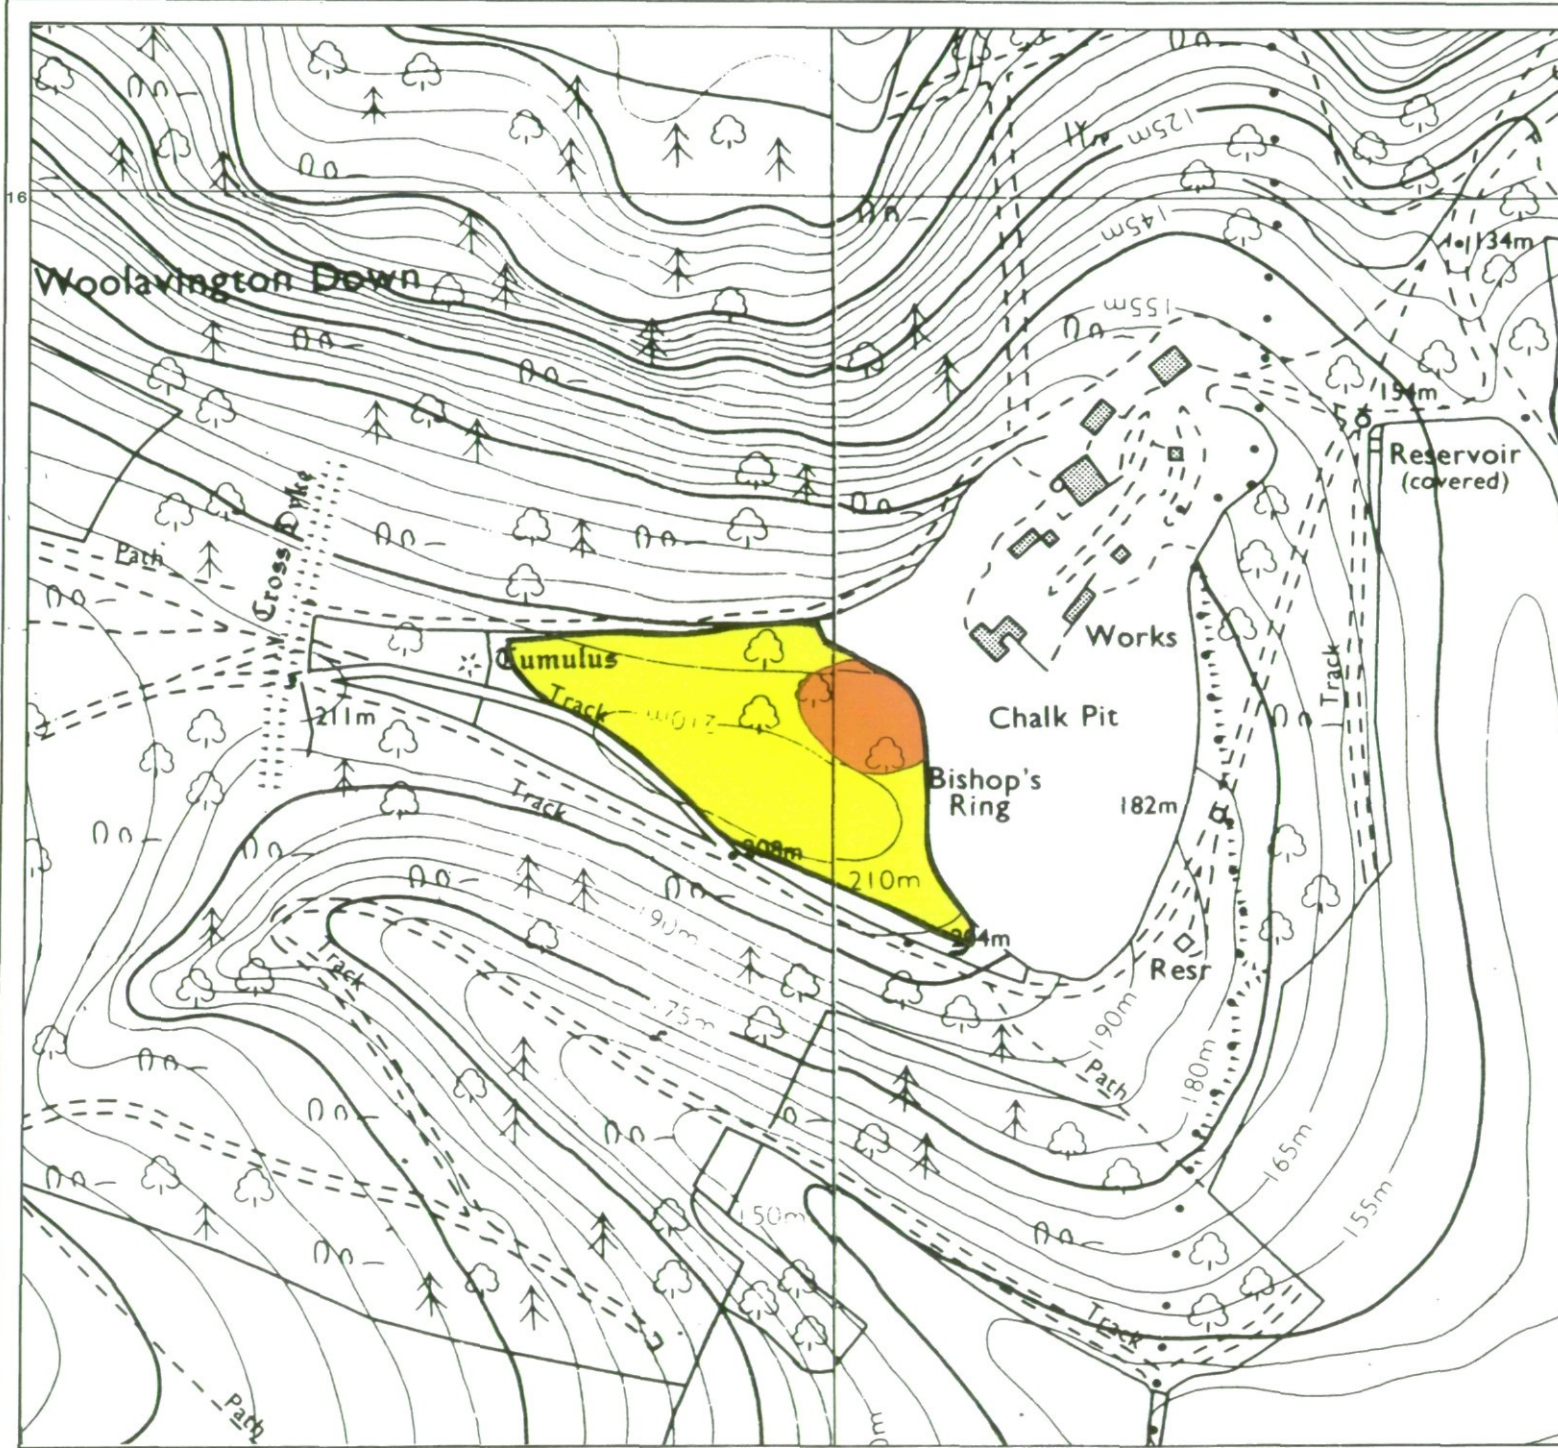 125m
16
145m
134m
Woolavington Down
155m
154m
Reservoir
(covered)
Cross Dyke
Path
Works
Tumulus
Track
Track
211m
210m
Chalk Pit
Bishop's
Ring
182m
Track
208m
210m
190m
204m
Track
Resr
175m
190m
Path
180m
165m
150m
155m
Track
Path